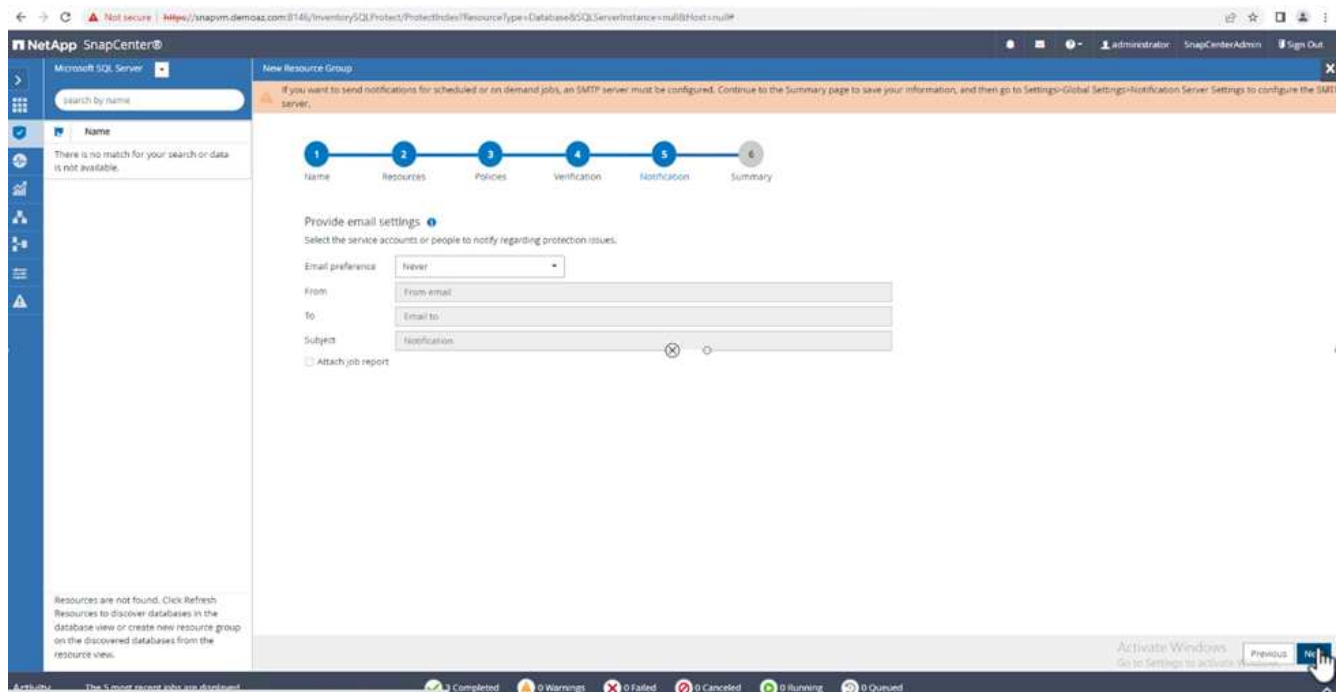 Not secure | https://snapvm.demoaz.com:8146/InventorySQLProtect/ProtectIndex?ResourceType=Database&SQLServerInstance=null&Host=null#
NetApp SnapCenter®
administrator SnapCenterAdmin Sign Out
Microsoft SQL Server
New Resource Group
search by name
If you want to send notifications for scheduled or on demand jobs, an SMTP server must be configured. Continue to the Summary page to save your information, and then go to Settings>Global Settings>Notification Server Settings to configure the SMTP
server.
Name
There is no match for your search or data
is not available.
1 2 3 4 5 6
Name Resources Policies Verification Notification Summary
Provide email settings
Select the service accounts or people to notify regarding protection issues.
Email preference Never
From From email
To Email to
Subject Notification
Attach job report
Resources are not found. Click Refresh
Resources to discover databases in the
database view or create new resource group
on the discovered databases from the
resource view.
Activate Windows
Go to Settings to activate
Previous
Activity The 5 most recent jobs are displayed
3 Completed 0 Warnings 0 Failed 0 Canceled 0 Running 0 Queued